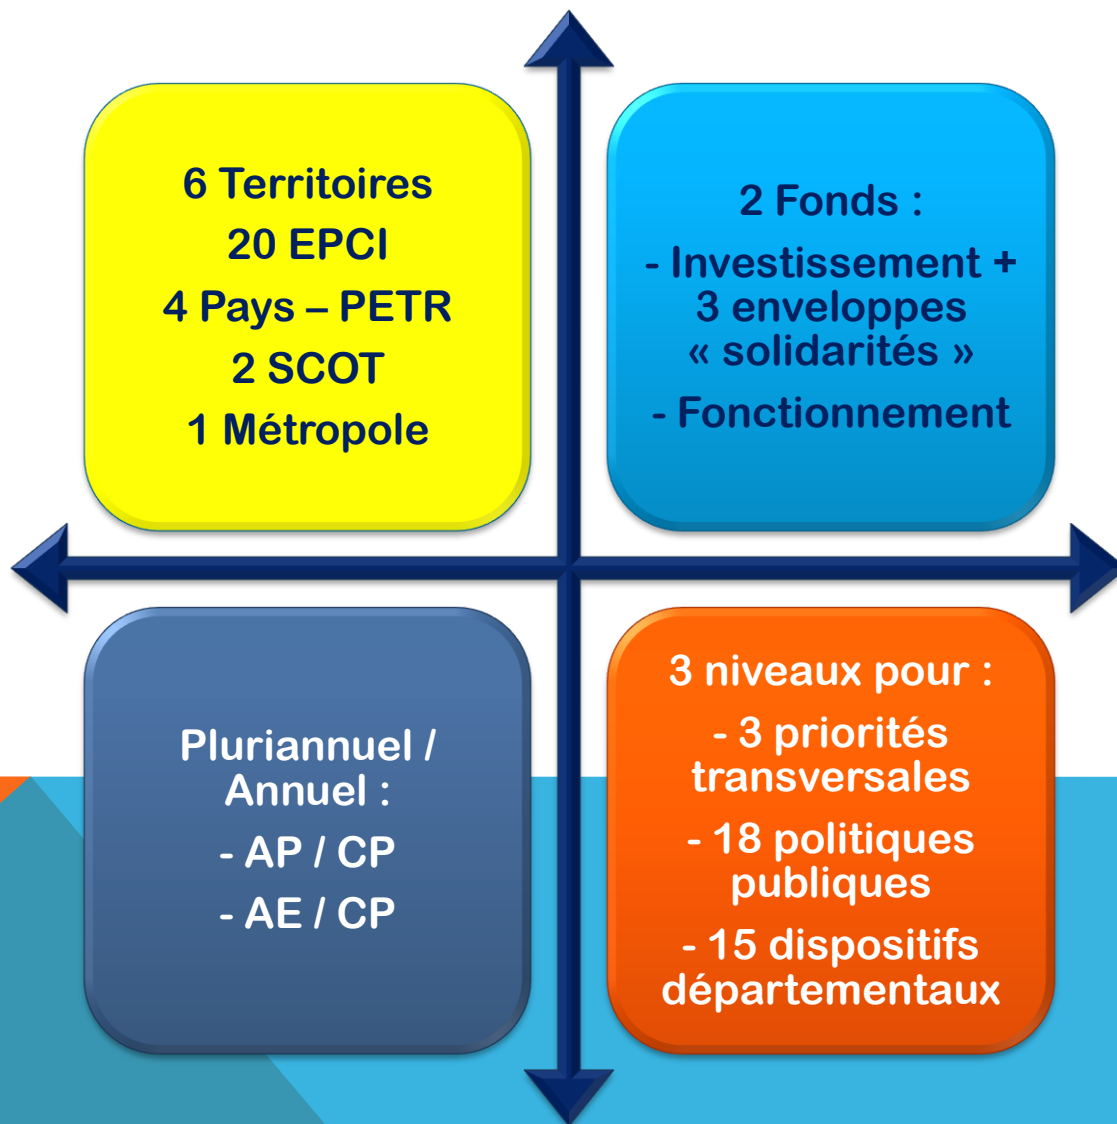 6 Territoires
20 EPCI
4 Pays – PETR
2 SCOT
1 Métropole
2 Fonds :
- Investissement +
3 enveloppes
« solidarités »
- Fonctionnement
Pluriannuel /
Annuel :
- AP / CP
- AE / CP
3 niveaux pour :
- 3 priorités
transversales
- 18 politiques
publiques
- 15 dispositifs
départementaux